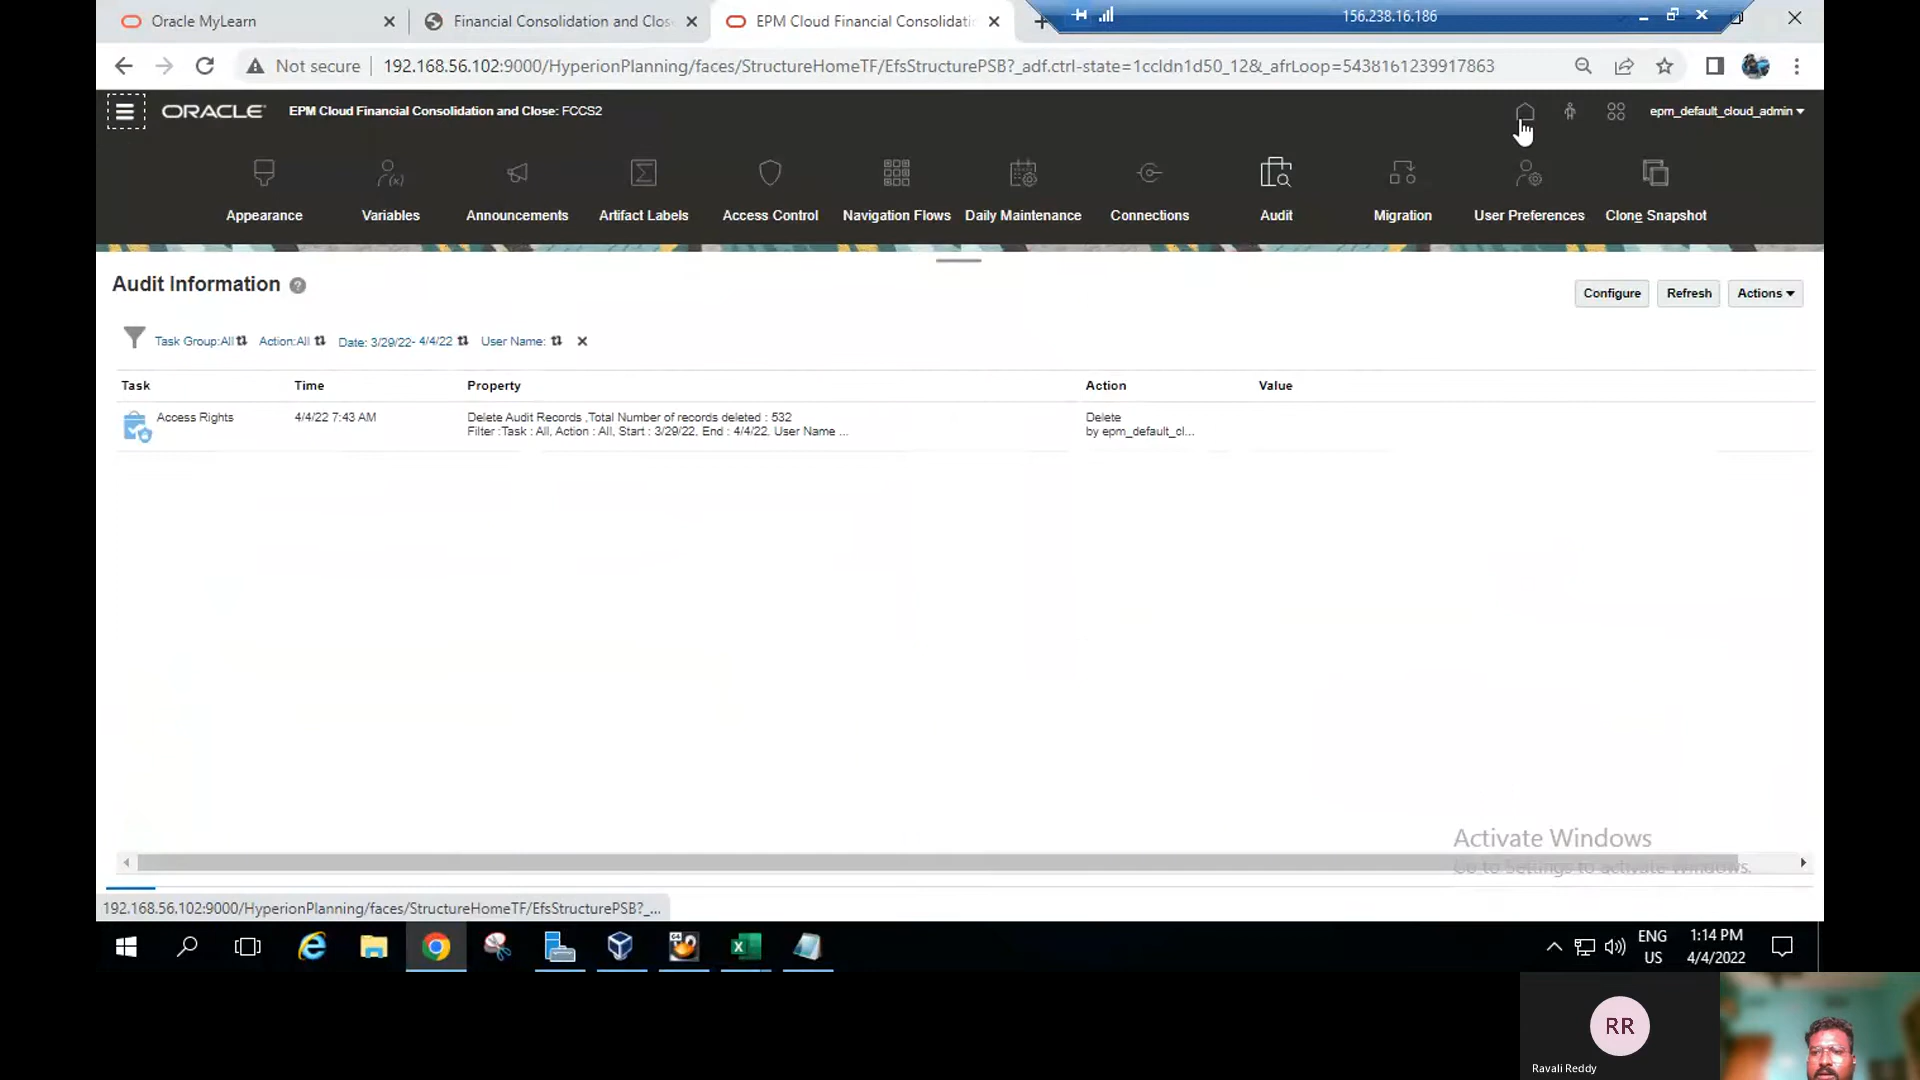 Oracle MyLearn
Financial Consolidation and Clos
EPM Cloud Financial Consolidati
156.238.16.186
Not secure
192.168.56.102:9000/HyperionPlanning/faces/StructureHomeTF/EfsStructurePSB?_adf.ctrl-state=1ccldn1d50_12&_afrLoop=5438161239917863
ORACLE
EPM Cloud Financial Consolidation and Close: FCCS2
epm_default_cloud_admin
Appearance
Variables
Announcements
Artifact Labels
Access Control
Navigation Flows
Daily Maintenance
Connections
Audit
Migration
User Preferences
Clone Snapshot
Audit Information
Configure
Refresh
Actions
Task Group:All
Action:All
Date: 3/29/22- 4/4/22
User Name:
Task
Time
Property
Action
Value
Access Rights
4/4/22 7:43 AM
Delete Audit Records ,Total Number of records deleted : 532
Filter :Task : All, Action : All, Start : 3/29/22, End : 4/4/22, User Name ...
Delete
by epm_default_cl...
Activate Windows
Go to Settings to activate Windows.
192.168.56.102:9000/HyperionPlanning/faces/StructureHomeTF/EfsStructurePSB?_...
ENG
US
1:14 PM
4/4/2022
RR
Ravali Reddy